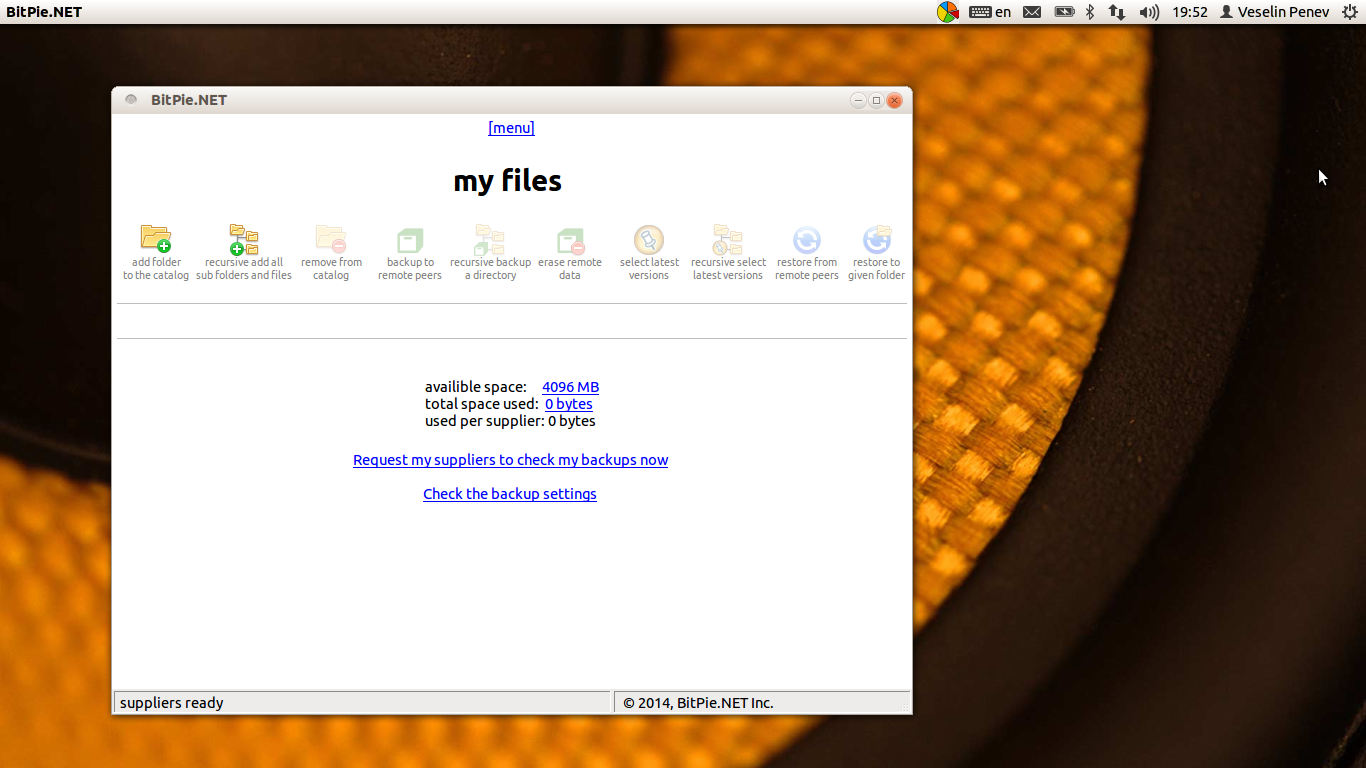 BitPie.NET
en
19:52
Veselin Penev
BitPie.NET
[menu]
my files
add folder
to the catalog
recursive add all
sub folders and files
remove from
catalog
backup to
remote peers
recursive backup
a directory
erase remote
data
select latest
versions
recursive select
latest versions
restore from
remote peers
restore to
given folder
availible space: 4096 MB
total space used: 0 bytes
used per supplier: 0 bytes
Request my suppliers to check my backups now
Check the backup settings
suppliers ready
© 2014, BitPie.NET Inc.